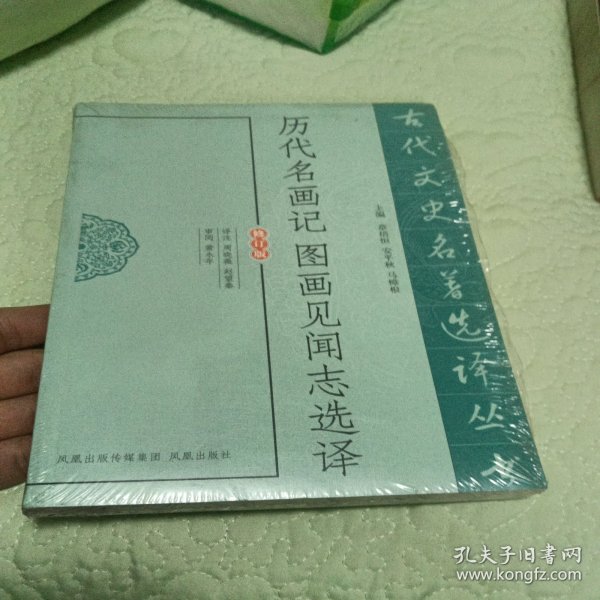 古代文史名著选译丛书
主编 章培恒 安平秋 马樟根
历代名画记 图画见闻志选译
修订版
译注 周晓薇 赵望秦
审阅 黄永年
凤凰出版传媒集团 凤凰出版社
孔夫子旧书网
www.kongfz.com